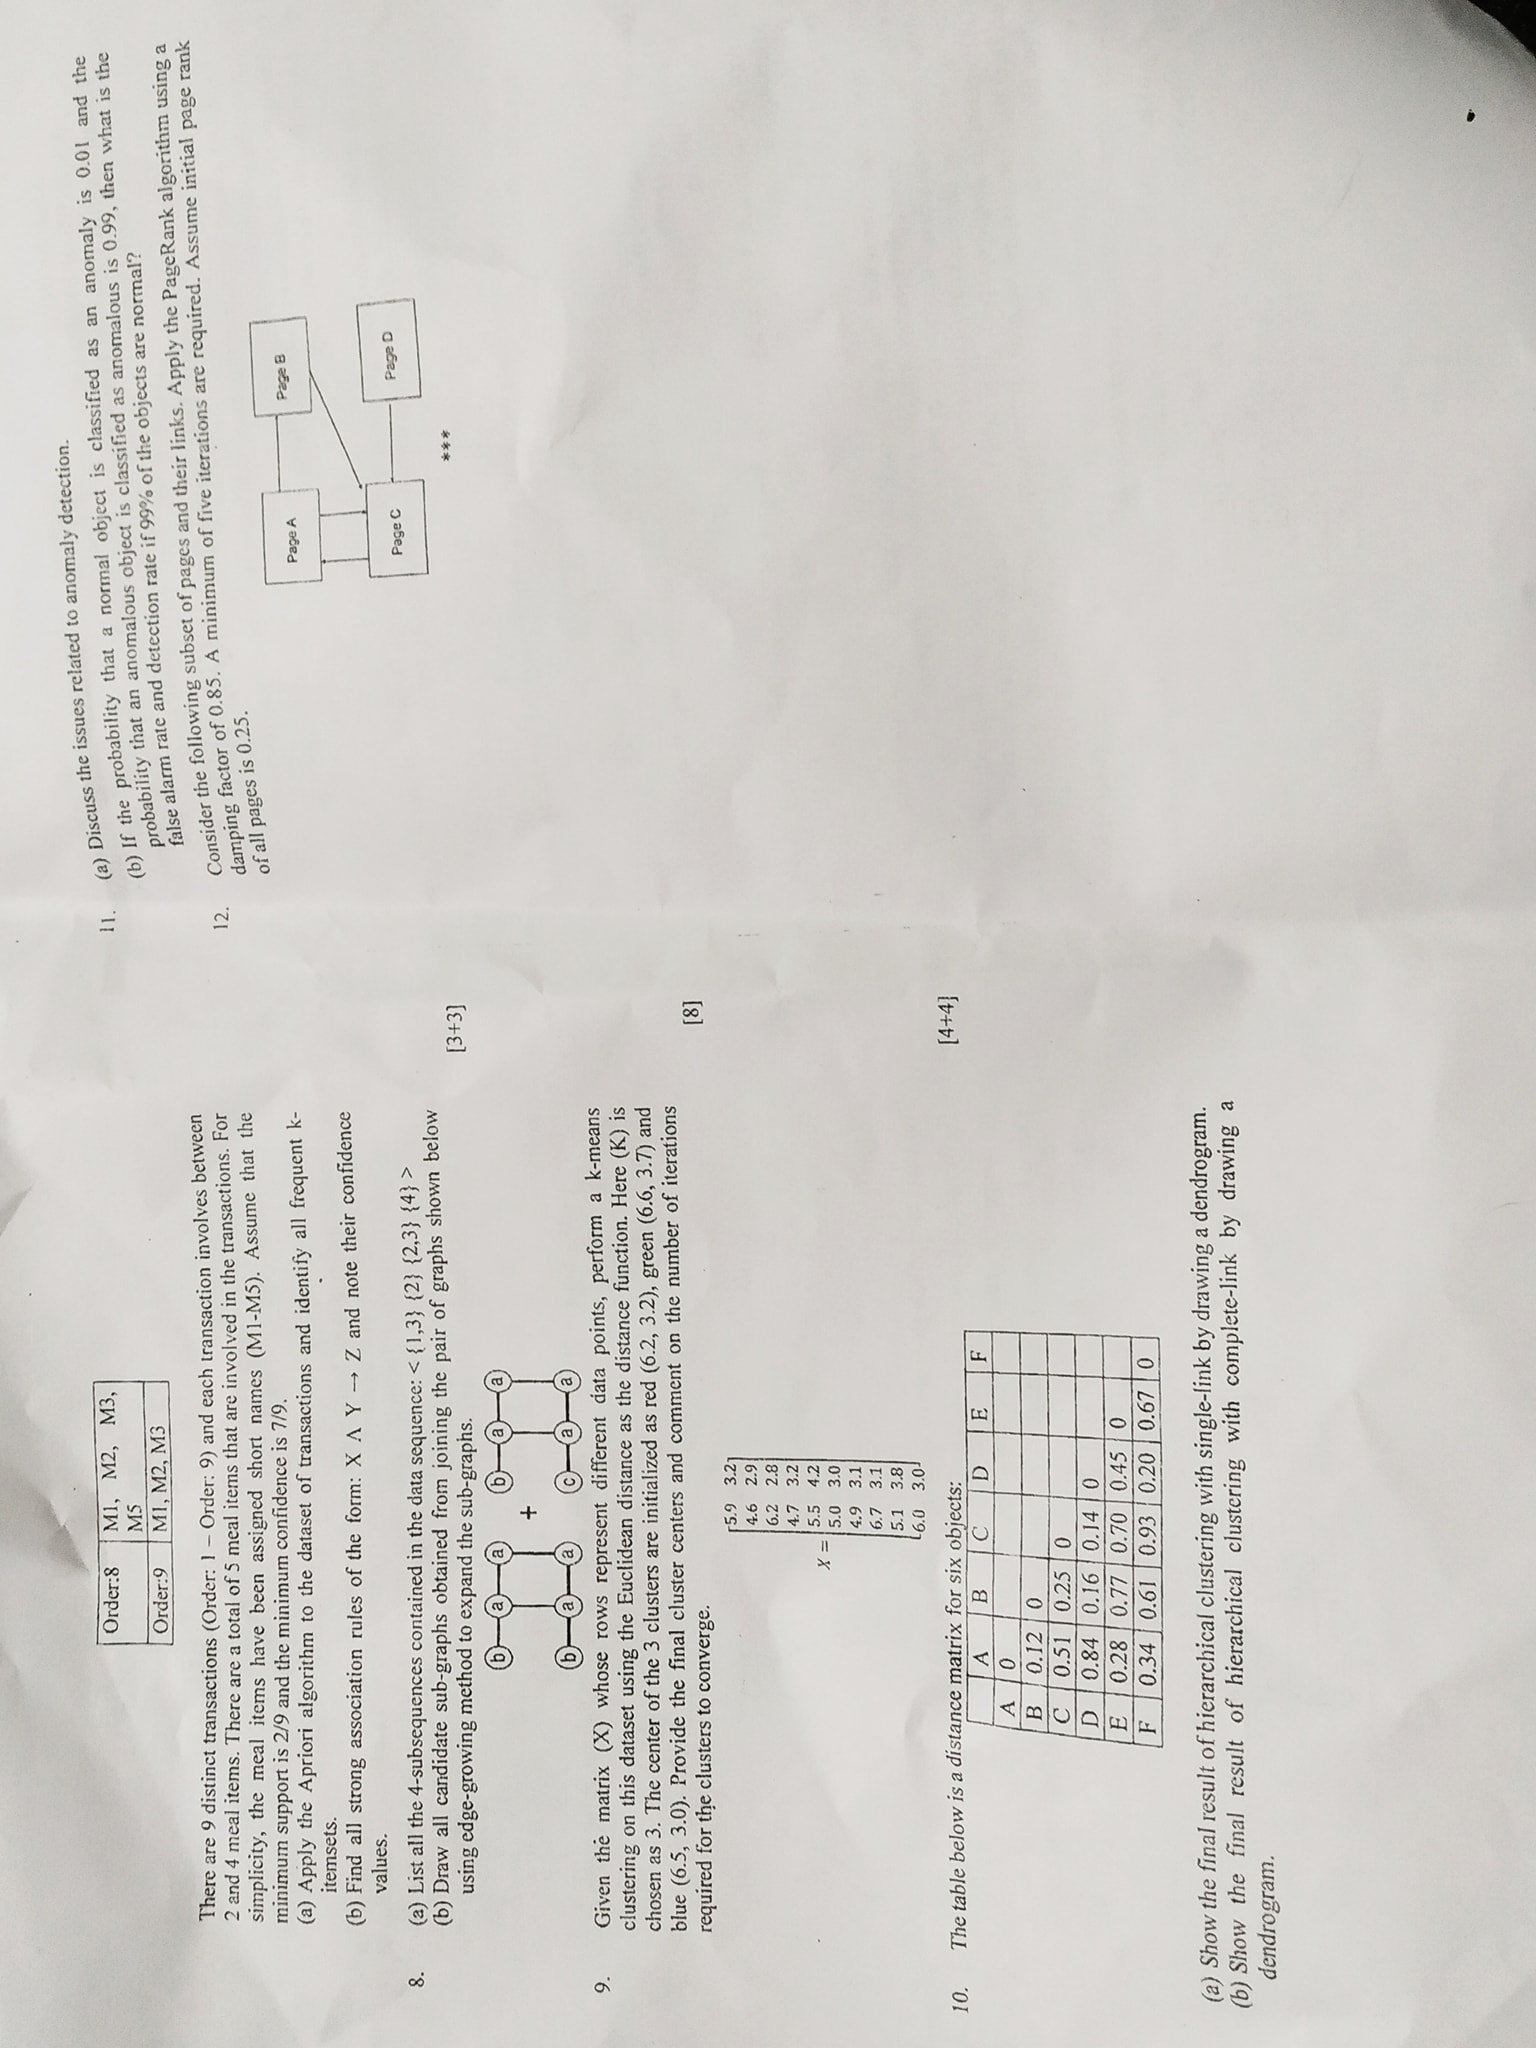 Order:8 M1, M2, M3,
M5
Order:9 M1, M2, M3
There are 9 distinct transactions (Order: 1 – Order: 9) and each transaction involves between
2 and 4 meal items. There are a total of 5 meal items that are involved in the transactions. For
simplicity, the meal items have been assigned short names (M1-M5). Assume that the
minimum support is 2/9 and the minimum confidence is 7/9.
(a) Apply the Apriori algorithm to the dataset of transactions and identify all frequent k-
itemsets.
(b) Find all strong association rules of the form: X Λ Y → Z and note their confidence
values.
8. (a) List all the 4-subsequences contained in the data sequence: < {1,3} {2} {2,3} {4} >
(b) Draw all candidate sub-graphs obtained from joining the pair of graphs shown below
using edge-growing method to expand the sub-graphs.
[3+3]
b a a b a a
+
b a a c a a
9. Given the matrix (X) whose rows represent different data points, perform a k-means
clustering on this dataset using the Euclidean distance as the distance function. Here (K) is
chosen as 3. The center of the 3 clusters are initialized as red (6.2, 3.2), green (6.6, 3.7) and
blue (6.5, 3.0). Provide the final cluster centers and comment on the number of iterations
required for the clusters to converge.
[8]
X =
5.9 3.2
4.6 2.9
6.2 2.8
4.7 3.2
5.5 4.2
5.0 3.0
4.9 3.1
6.7 3.1
5.1 3.8
6.0 3.0
10. The table below is a distance matrix for six objects:
[4+4]
A B C D E F
A 0
B 0.12 0
C 0.51 0.25 0
D 0.84 0.16 0.14 0
E 0.28 0.77 0.70 0.45 0
F 0.34 0.61 0.93 0.20 0.67 0
(a) Show the final result of hierarchical clustering with single-link by drawing a dendrogram.
(b) Show the final result of hierarchical clustering with complete-link by drawing a
dendrogram.
11. (a) Discuss the issues related to anomaly detection.
(b) If the probability that a normal object is classified as an anomaly is 0.01 and the
probability that an anomalous object is classified as anomalous is 0.99, then what is the
false alarm rate and detection rate if 99% of the objects are normal?
12. Consider the following subset of pages and their links. Apply the PageRank algorithm using a
damping factor of 0.85. A minimum of five iterations are required. Assume initial page rank
of all pages is 0.25.
Page A Page B
Page C Page D
***